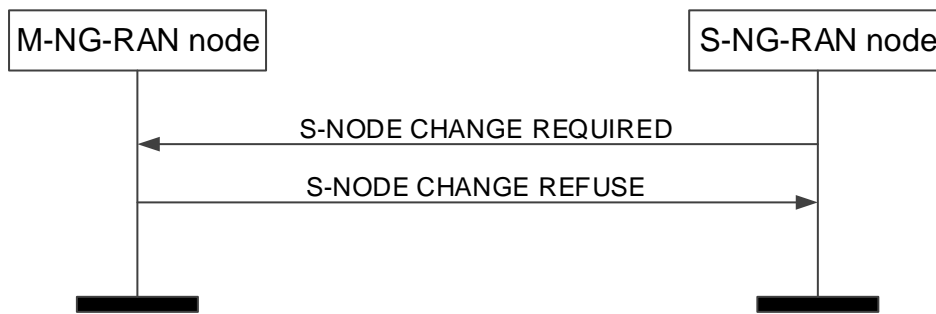 M-NG-RAN node
S-NG-RAN node
S-NODE CHANGE REQUIRED
S-NODE CHANGE REFUSE